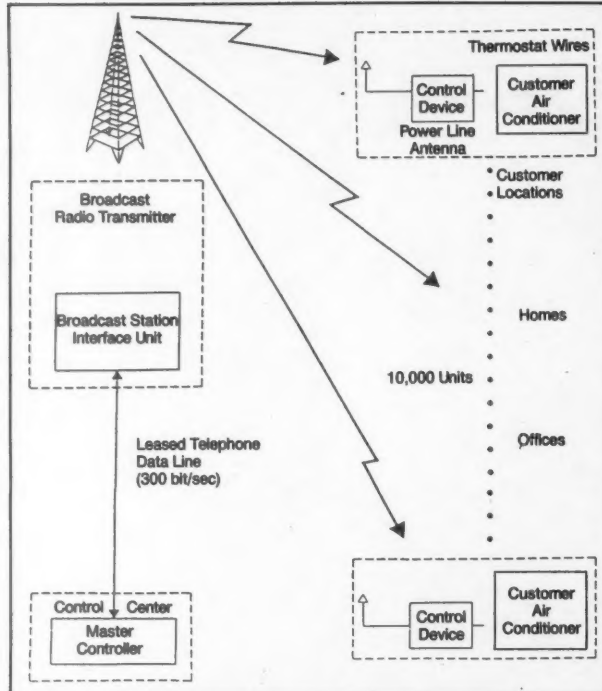 Thermostat Wires
Control
Device
Customer
Air
Conditioner
Power Line
Antenna
Customer
Locations
Broadcast
Radio Transmitter
Broadcast Station
Interface Unit
Homes
10,000 Units
Leased Telephone
Data Line
(300 bit/sec)
Offices
Control Center
Master
Controller
Control
Device
Customer
Air
Conditioner